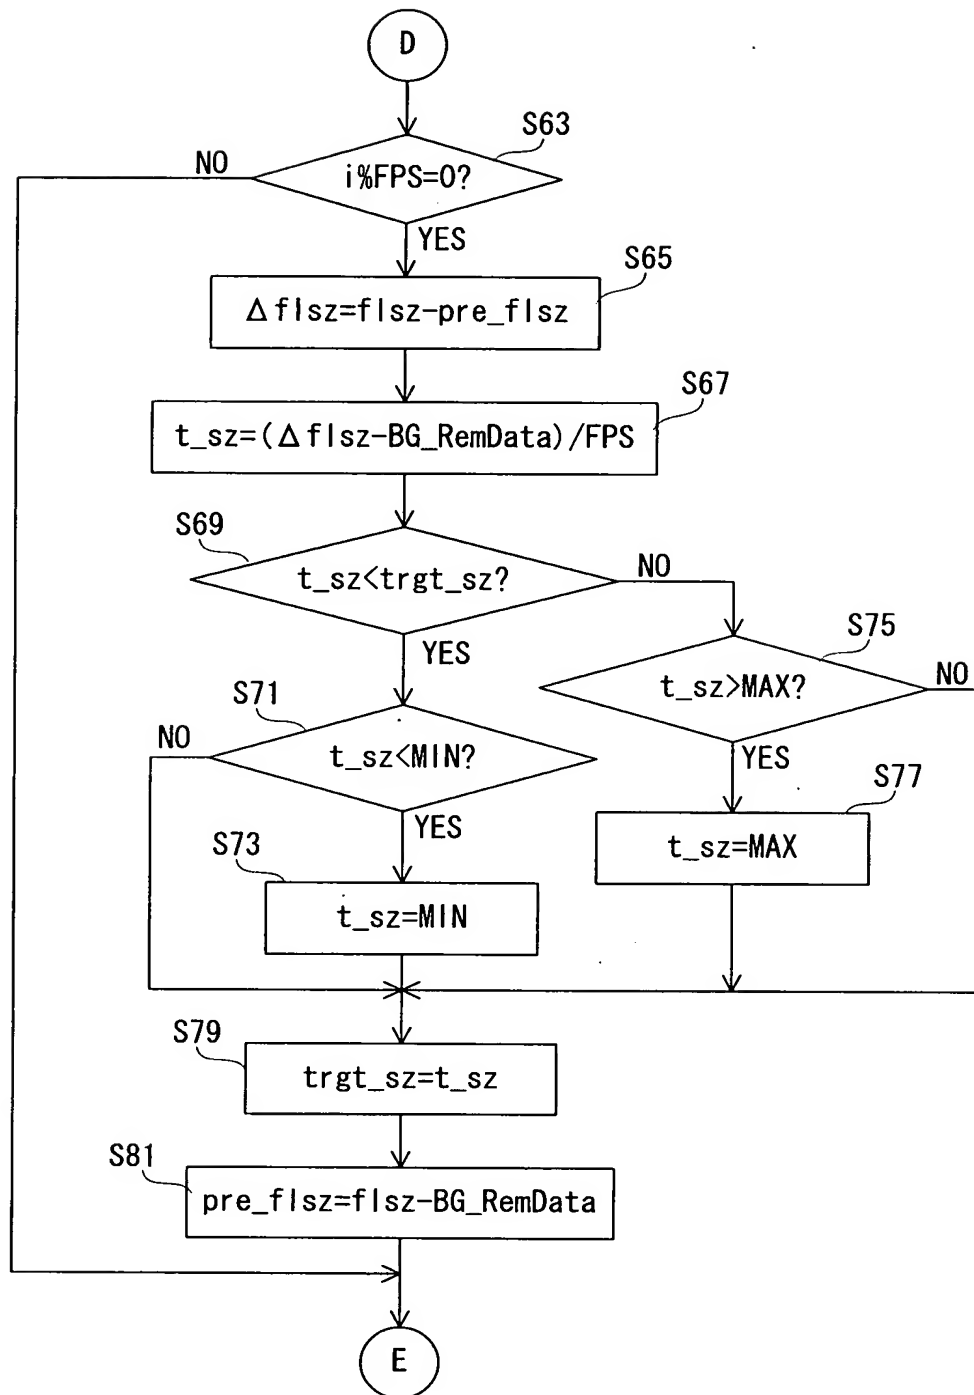 D
S63
NO
i%FPS=0?
YES
S65
Δflsz=flsz-pre_flsz
S67
t_sz=(Δflsz-BG_RemData)/FPS
S69
t_sz<trgt_sz?
NO
YES
S75
t_sz>MAX?
NO
S71
NO
t_sz<MIN?
YES
YES
S77
t_sz=MAX
S73
t_sz=MIN
S79
trgt_sz=t_sz
S81
pre_flsz=flsz-BG_RemData
E